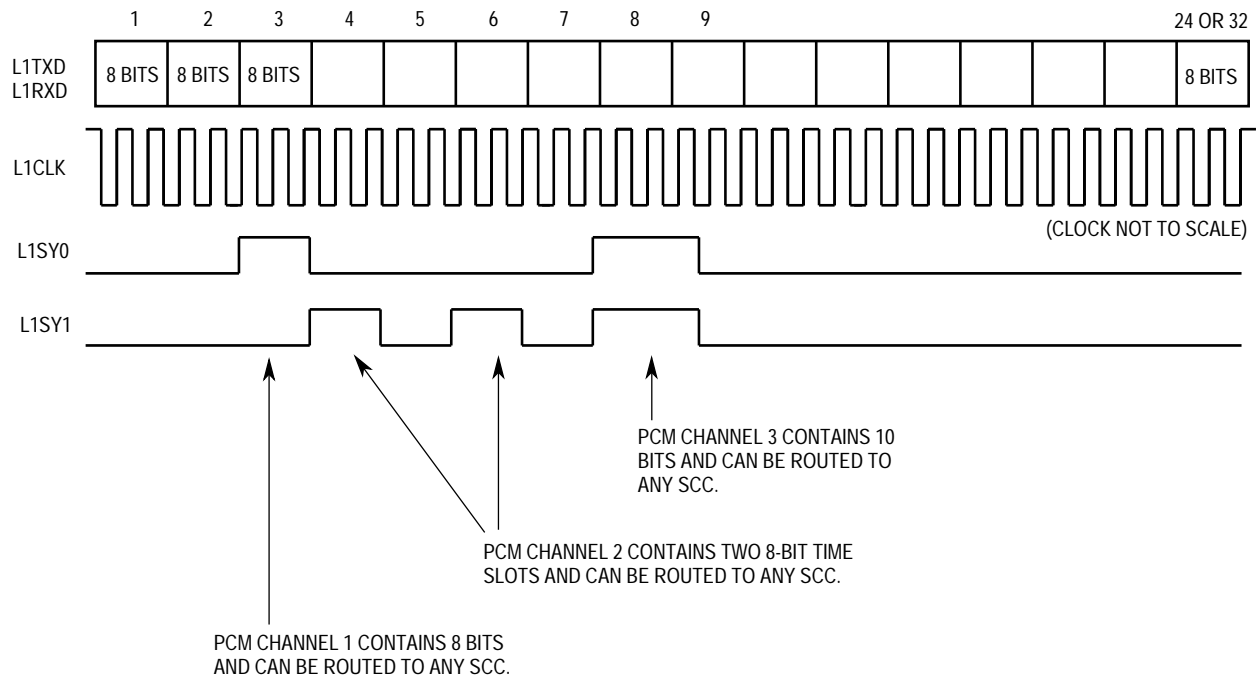 1 2 3 4 5 6 7 8 9 24 OR 32
L1TXD
L1RXD
8 BITS 8 BITS 8 BITS 8 BITS
L1CLK
(CLOCK NOT TO SCALE)
L1SY0
L1SY1
PCM CHANNEL 3 CONTAINS 10
BITS AND CAN BE ROUTED TO
ANY SCC.
PCM CHANNEL 2 CONTAINS TWO 8-BIT TIME
SLOTS AND CAN BE ROUTED TO ANY SCC.
PCM CHANNEL 1 CONTAINS 8 BITS
AND CAN BE ROUTED TO ANY SCC.